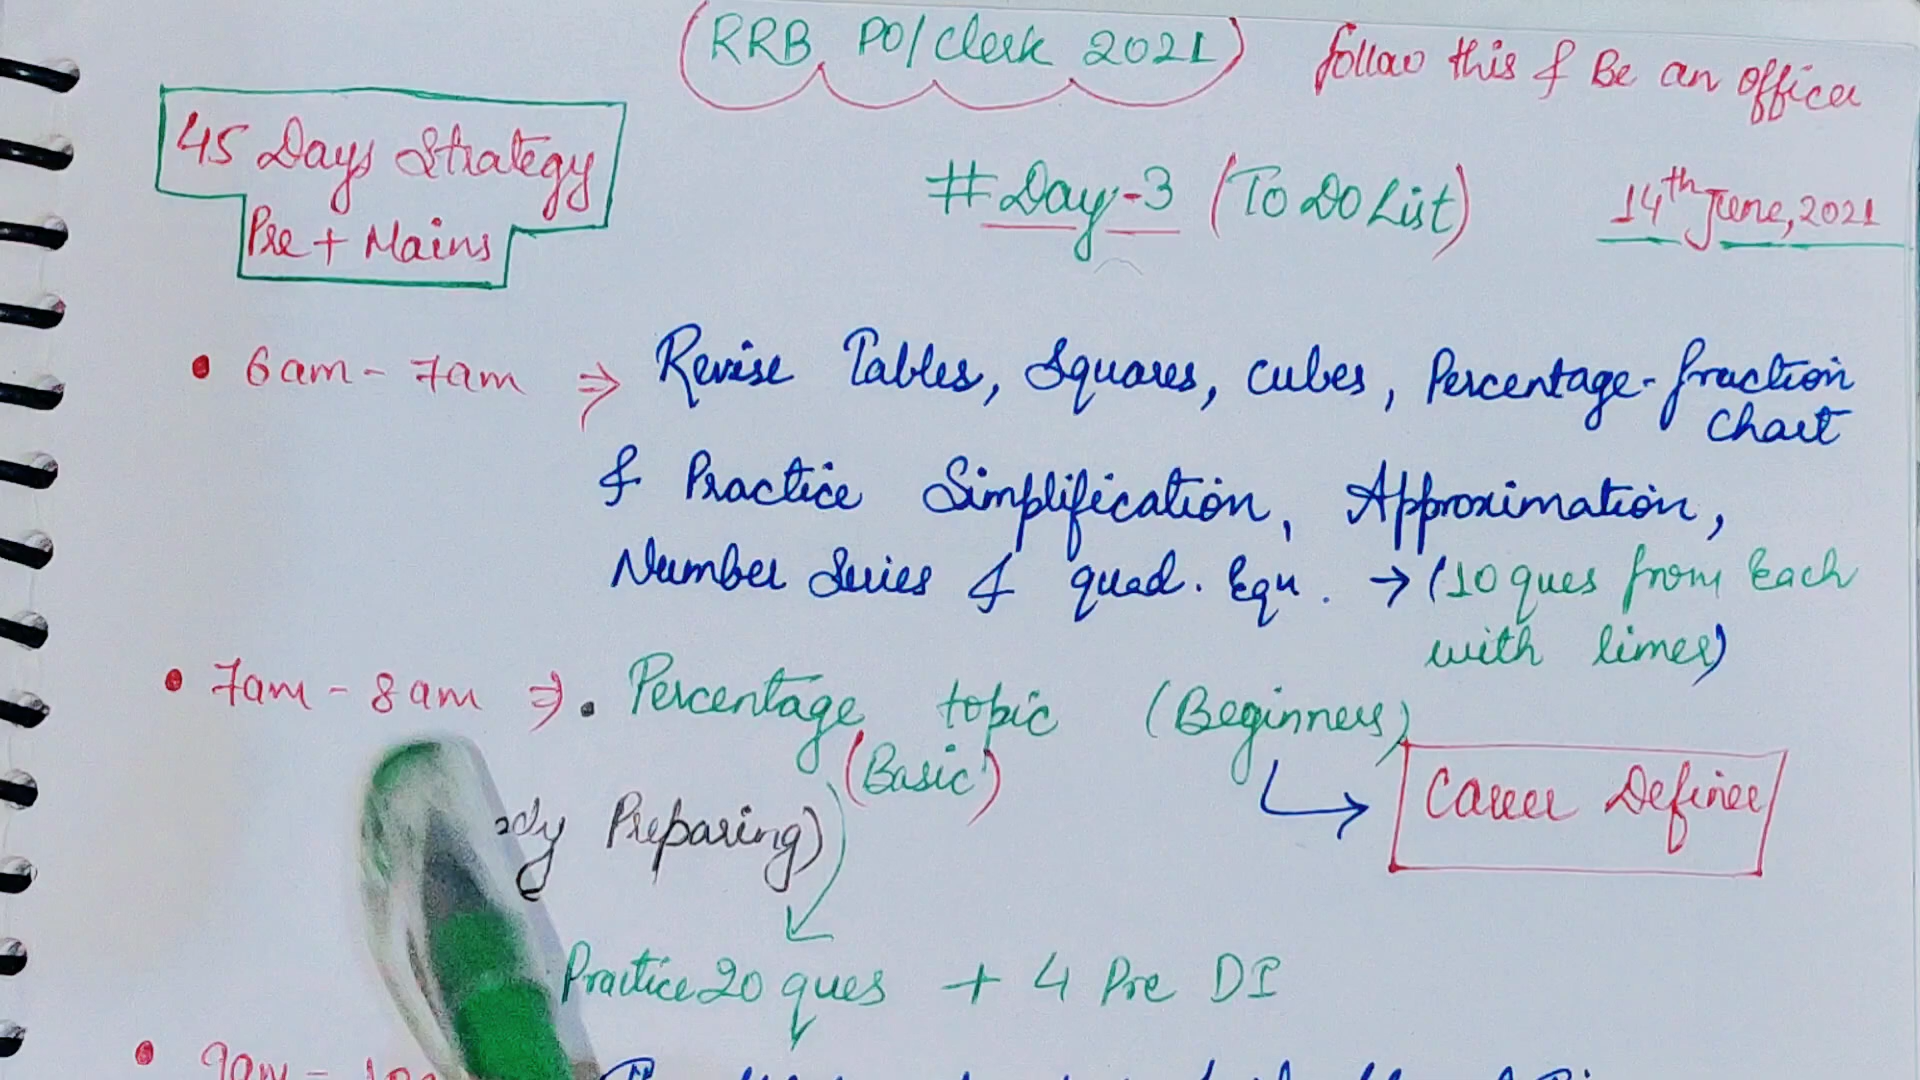 (RRB PO/Clerk 2021)
follow this & Be an officer
45 Days Strategy
Pre + Mains
#Day-3 (To Do List)
14th June, 2021
• 6am - 7am ⇒ Revise Tables, Squares, cubes, Percentage-fraction
Chart
& Practice Simplification, Approximation,
Number Series & quad. Equ. → (10 ques from Each
with timer)
• 7am - 8am ⇒ • Percentage topic (Beginners)
(Basic)
Career Definer
Preparing)
Practice 20 ques + 4 Pre DI
• 9am -